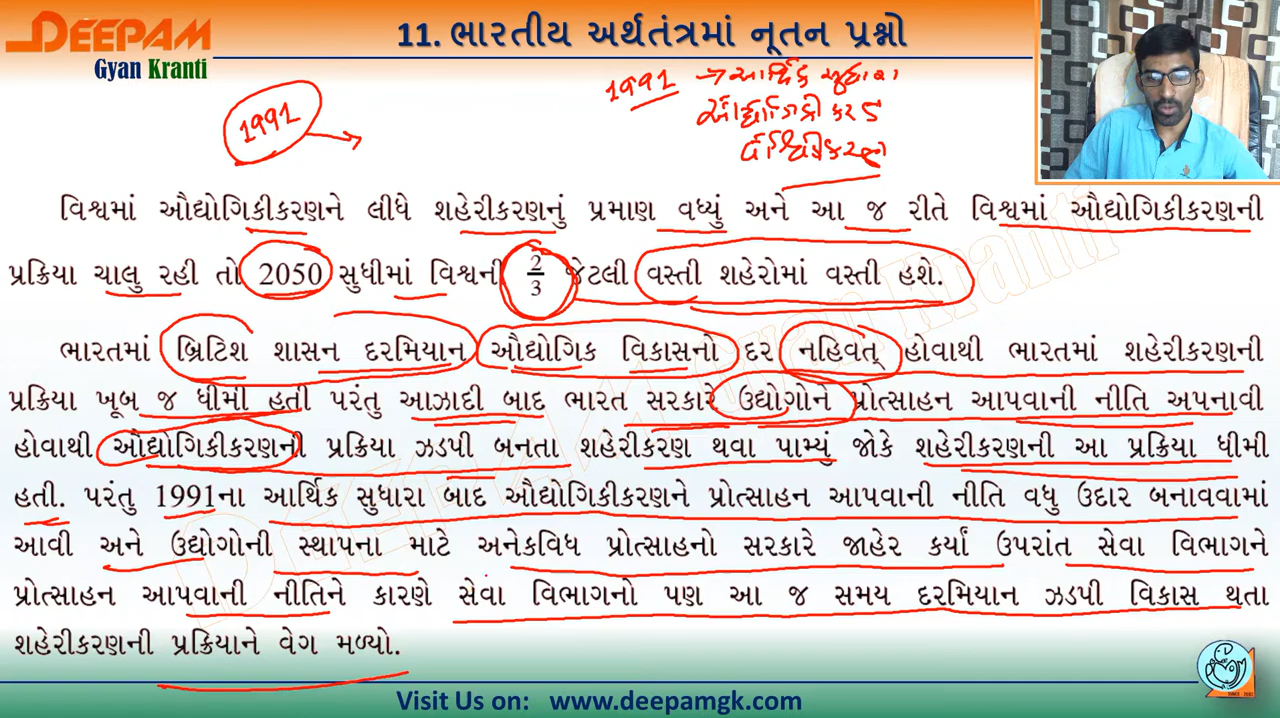 DEEPAM
Gyan Kranti
11. ભારતીય અર્થતંત્રમાં નૂતન પ્રશ્નો
1991 → આર્થિક સુધારા
ઔદ્યોગિકીકરણ
વૈશ્વિકીકરણ
1991 →
વિશ્વમાં ઔદ્યોગિકીકરણને લીધે શહેરીકરણનું પ્રમાણ વધ્યું અને આ જ રીતે વિશ્વમાં ઔદ્યોગિકીકરણની
પ્રક્રિયા ચાલુ રહી તો 2050 સુધીમાં વિશ્વની 2/3 જેટલી વસ્તી શહેરોમાં વસ્તી હશે.
ભારતમાં બ્રિટિશ શાસન દરમિયાન ઔદ્યોગિક વિકાસનો દર નહિવત્ હોવાથી ભારતમાં શહેરીકરણની
પ્રક્રિયા ખૂબ જ ધીમી હતી પરંતુ આઝાદી બાદ ભારત સરકારે ઉદ્યોગોને પ્રોત્સાહન આપવાની નીતિ અપનાવી
હોવાથી ઔદ્યોગિકીકરણની પ્રક્રિયા ઝડપી બનતા શહેરીકરણ થવા પામ્યું જોકે શહેરીકરણની આ પ્રક્રિયા ધીમી
હતી. પરંતુ 1991ના આર્થિક સુધારા બાદ ઔદ્યોગિકીકરણને પ્રોત્સાહન આપવાની નીતિ વધુ ઉદાર બનાવવામાં
આવી અને ઉદ્યોગોની સ્થાપના માટે અનેકવિધ પ્રોત્સાહનો સરકારે જાહેર કર્યાં ઉપરાંત સેવા વિભાગને
પ્રોત્સાહન આપવાની નીતિને કારણે સેવા વિભાગનો પણ આ જ સમય દરમિયાન ઝડપી વિકાસ થતા
શહેરીકરણની પ્રક્રિયાને વેગ મળ્યો.
Visit Us on: www.deepamgk.com